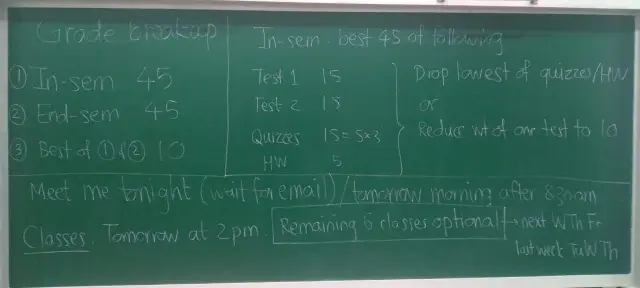 Grade breakup
① In-sem 45
② End-sem 45
③ Best of ① & ② 10
In-sem. best 45 of following
Test 1 15
Test 2 15
Quizzes 15 = 5x3
HW 5
Drop lowest of quizzes/HW
or
Reduce wt of one test to 10
Meet me tonight (wait for email)/tomorrow morning after 8:30am
Classes. Tomorrow at 2pm. Remaining 6 classes optional → next W Th Fr
last week Tu W Th